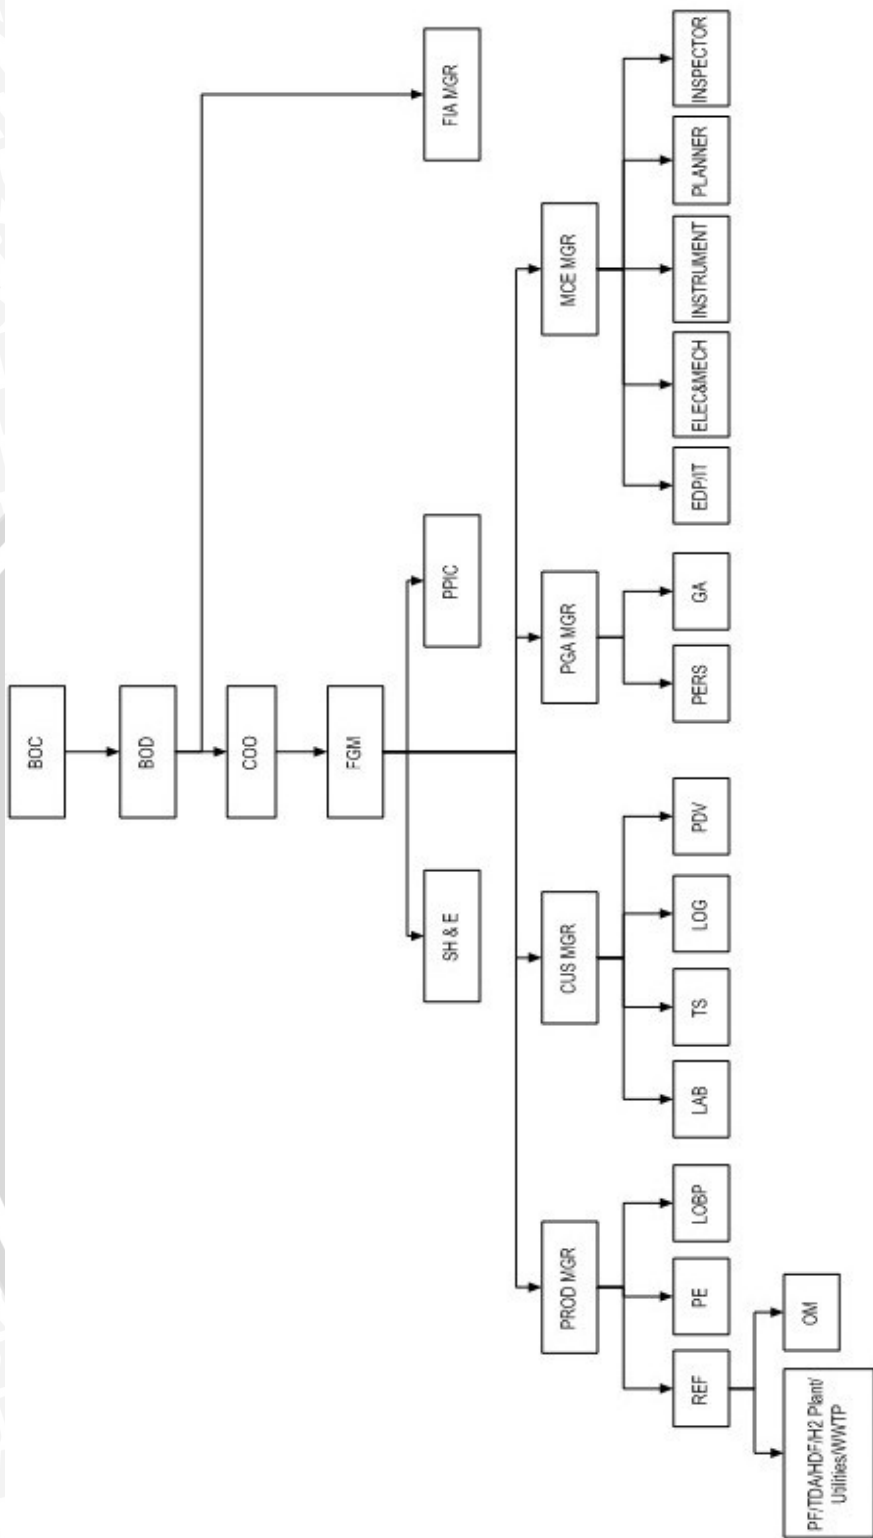 BOC
BOD
COO
FGM
SH & E
PPIC
FIA MGR
PROD MGR
CUS MGR
PGA MGR
MCE MGR
REF
PE
LOBP
LAB
TS
LOG
PDV
PERS
GA
EDP/IT
ELEC&MECH
INSTRUMENT
PLANNER
INSPECTOR
PF/TDA/HDF/H2 Plant/
Utilities/WWTP
OM